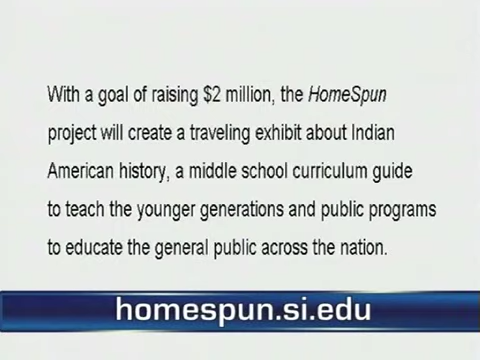 With a goal of raising $2 million, the HomeSpun
project will create a traveling exhibit about Indian
American history, a middle school curriculum guide
to teach the younger generations and public programs
to educate the general public across the nation.
homespun.si.edu